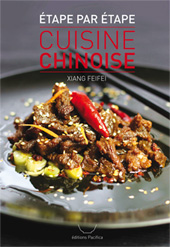 ÉTAPE PAR ÉTAPE
CUISINE
CHINOISE
XIANG FEIFEI
éditions Pacifica